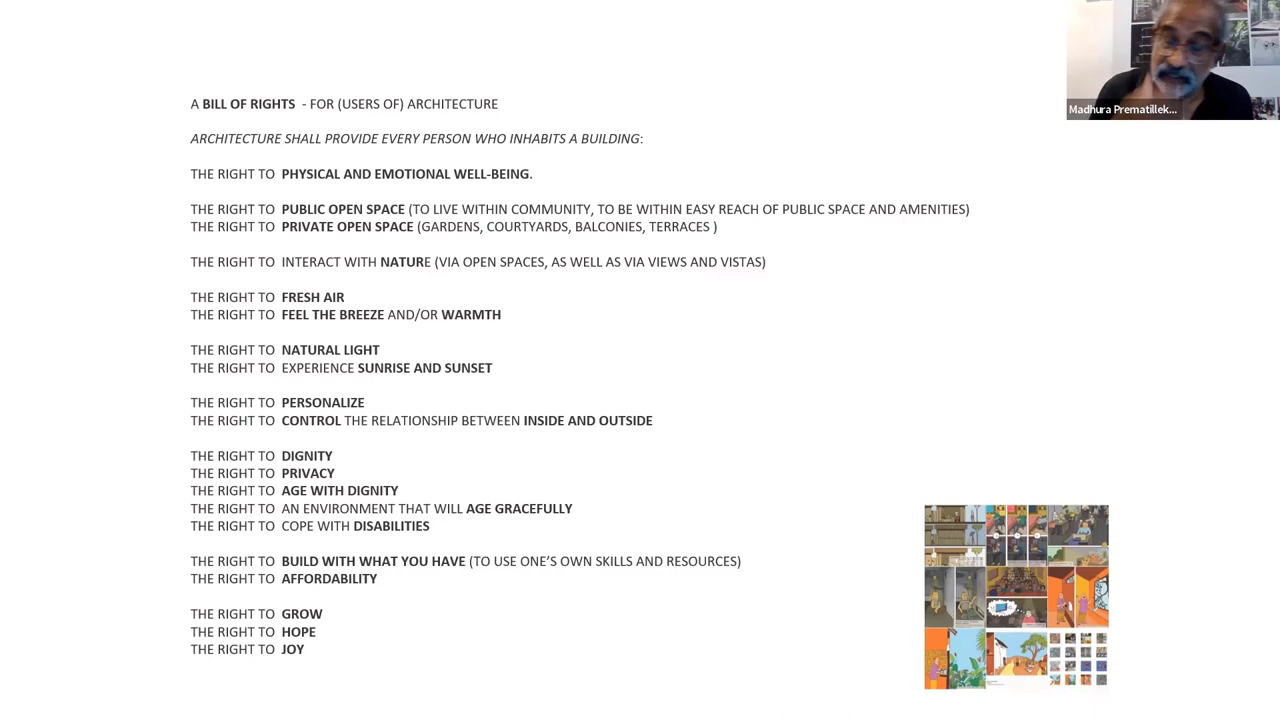 A BILL OF RIGHTS - FOR (USERS OF) ARCHITECTURE
ARCHITECTURE SHALL PROVIDE EVERY PERSON WHO INHABITS A BUILDING:
THE RIGHT TO PHYSICAL AND EMOTIONAL WELL-BEING.
THE RIGHT TO PUBLIC OPEN SPACE (TO LIVE WITHIN COMMUNITY, TO BE WITHIN EASY REACH OF PUBLIC SPACE AND AMENITIES)
THE RIGHT TO PRIVATE OPEN SPACE (GARDENS, COURTYARDS, BALCONIES, TERRACES )
THE RIGHT TO INTERACT WITH NATURE (VIA OPEN SPACES, AS WELL AS VIA VIEWS AND VISTAS)
THE RIGHT TO FRESH AIR
THE RIGHT TO FEEL THE BREEZE AND/OR WARMTH
THE RIGHT TO NATURAL LIGHT
THE RIGHT TO EXPERIENCE SUNRISE AND SUNSET
THE RIGHT TO PERSONALIZE
THE RIGHT TO CONTROL THE RELATIONSHIP BETWEEN INSIDE AND OUTSIDE
THE RIGHT TO DIGNITY
THE RIGHT TO PRIVACY
THE RIGHT TO AGE WITH DIGNITY
THE RIGHT TO AN ENVIRONMENT THAT WILL AGE GRACEFULLY
THE RIGHT TO COPE WITH DISABILITIES
THE RIGHT TO BUILD WITH WHAT YOU HAVE (TO USE ONE'S OWN SKILLS AND RESOURCES)
THE RIGHT TO AFFORDABILITY
THE RIGHT TO GROW
THE RIGHT TO HOPE
THE RIGHT TO JOY
Madhura Prematillek...